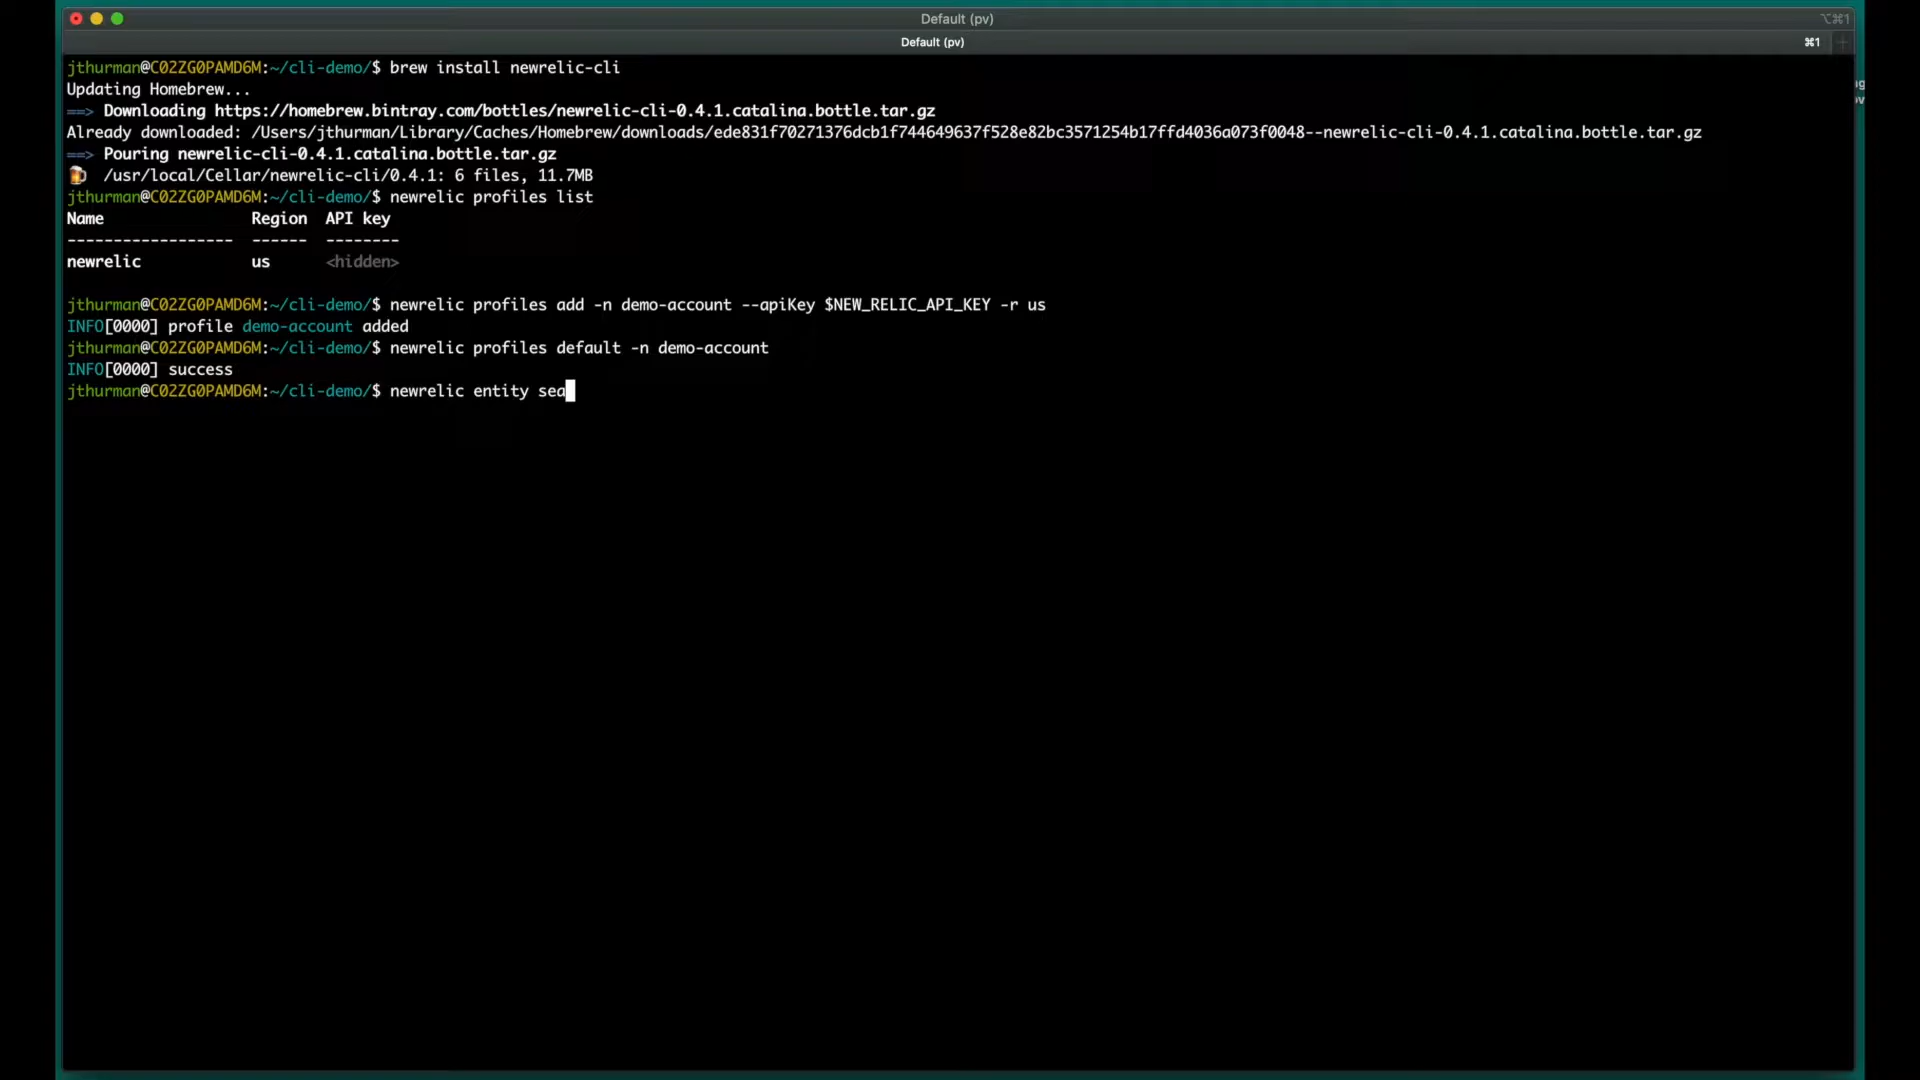 Default (pv)
⌥⌘1
Default (pv)
⌘1
jthurman@C02ZG0PAMD6M:~/cli-demo/$ brew install newrelic-cli
Updating Homebrew...
==> Downloading https://homebrew.bintray.com/bottles/newrelic-cli-0.4.1.catalina.bottle.tar.gz
Already downloaded: /Users/jthurman/Library/Caches/Homebrew/downloads/ede831f70271376dcb1f744649637f528e82bc3571254b17ffd4036a073f0048--newrelic-cli-0.4.1.catalina.bottle.tar.gz
==> Pouring newrelic-cli-0.4.1.catalina.bottle.tar.gz
🍺 /usr/local/Cellar/newrelic-cli/0.4.1: 6 files, 11.7MB
jthurman@C02ZG0PAMD6M:~/cli-demo/$ newrelic profiles list
Name Region API key
------------------ ------ --------
newrelic us <hidden>
jthurman@C02ZG0PAMD6M:~/cli-demo/$ newrelic profiles add -n demo-account --apiKey $NEW_RELIC_API_KEY -r us
INFO[0000] profile demo-account added
jthurman@C02ZG0PAMD6M:~/cli-demo/$ newrelic profiles default -n demo-account
INFO[0000] success
jthurman@C02ZG0PAMD6M:~/cli-demo/$ newrelic entity sea